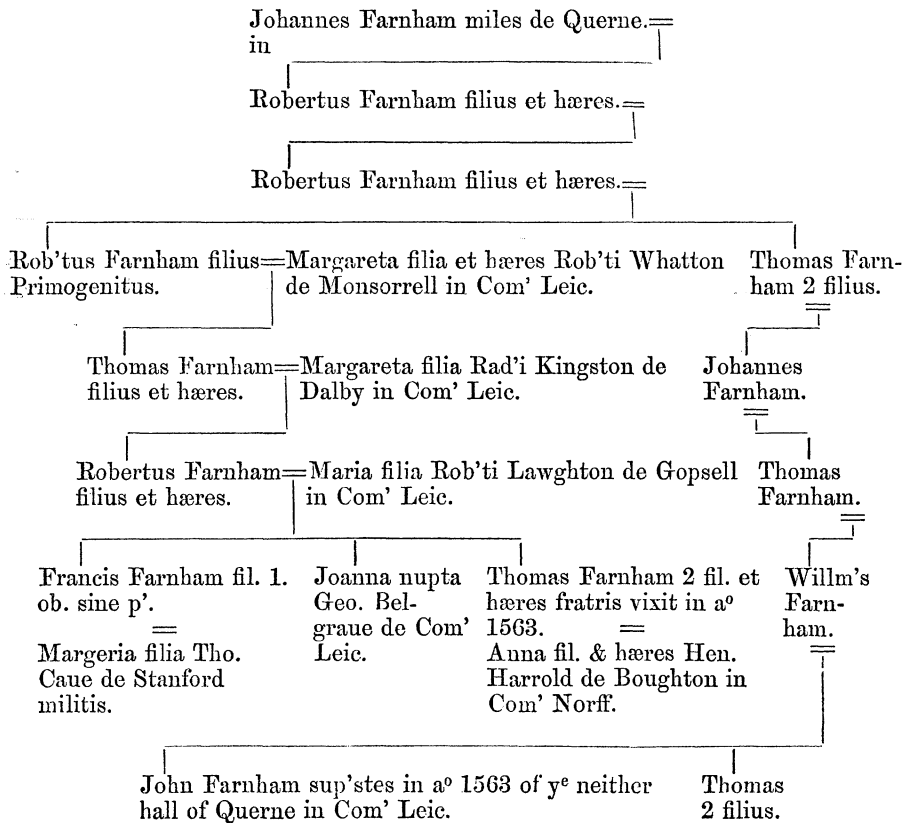 Johannes Farnham miles de Querne.
in
Robertus Farnham filius et hæres.
Robertus Farnham filius et hæres.
Rob'tus Farnham filius
Primogenitus.
Margareta filia et hæres Rob'ti Whatton
de Monsorrell in Com' Leic.
Thomas Farn-
ham 2 filius.
Thomas Farnham
filius et hæres.
Margareta filia Rad'i Kingston de
Dalby in Com' Leic.
Johannes
Farnham.
Robertus Farnham
filius et hæres.
Maria filia Rob'ti Lawghton de Gopsell
in Com' Leic.
Thomas
Farnham.
Francis Farnham fil. 1.
ob. sine p'.
Margeria filia Tho.
Caue de Stanford
militis.
Joanna nupta
Geo. Bel-
graue de Com'
Leic.
Thomas Farnham 2 fil. et
hæres fratris vixit in aº
1563.
Anna fil. & hæres Hen.
Harrold de Boughton in
Com' Norff.
Willm's
Farn-
ham.
John Farnham sup'stes in aº 1563 of yᵉ neither
hall of Querne in Com' Leic.
Thomas
2 filius.